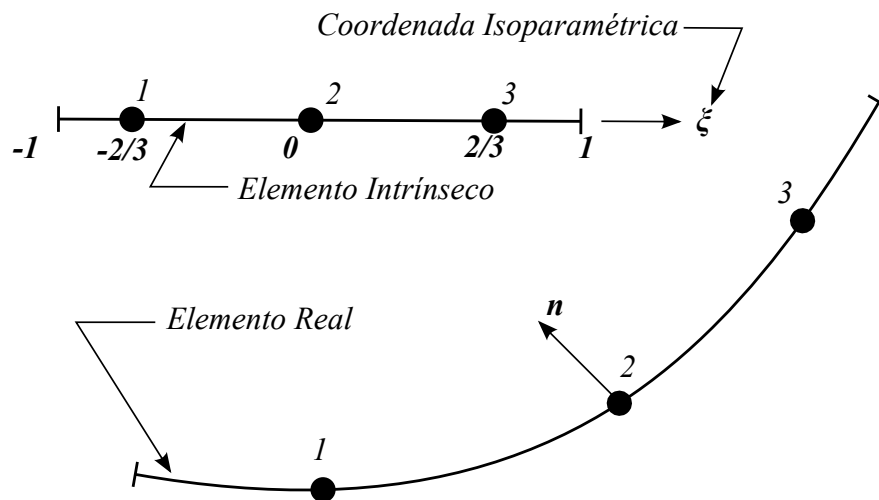 Coordenada Isoparamétrica
1 2 3
ξ
-1 -2/3 0 2/3 1
Elemento Intrínseco
3
n
Elemento Real
2
1